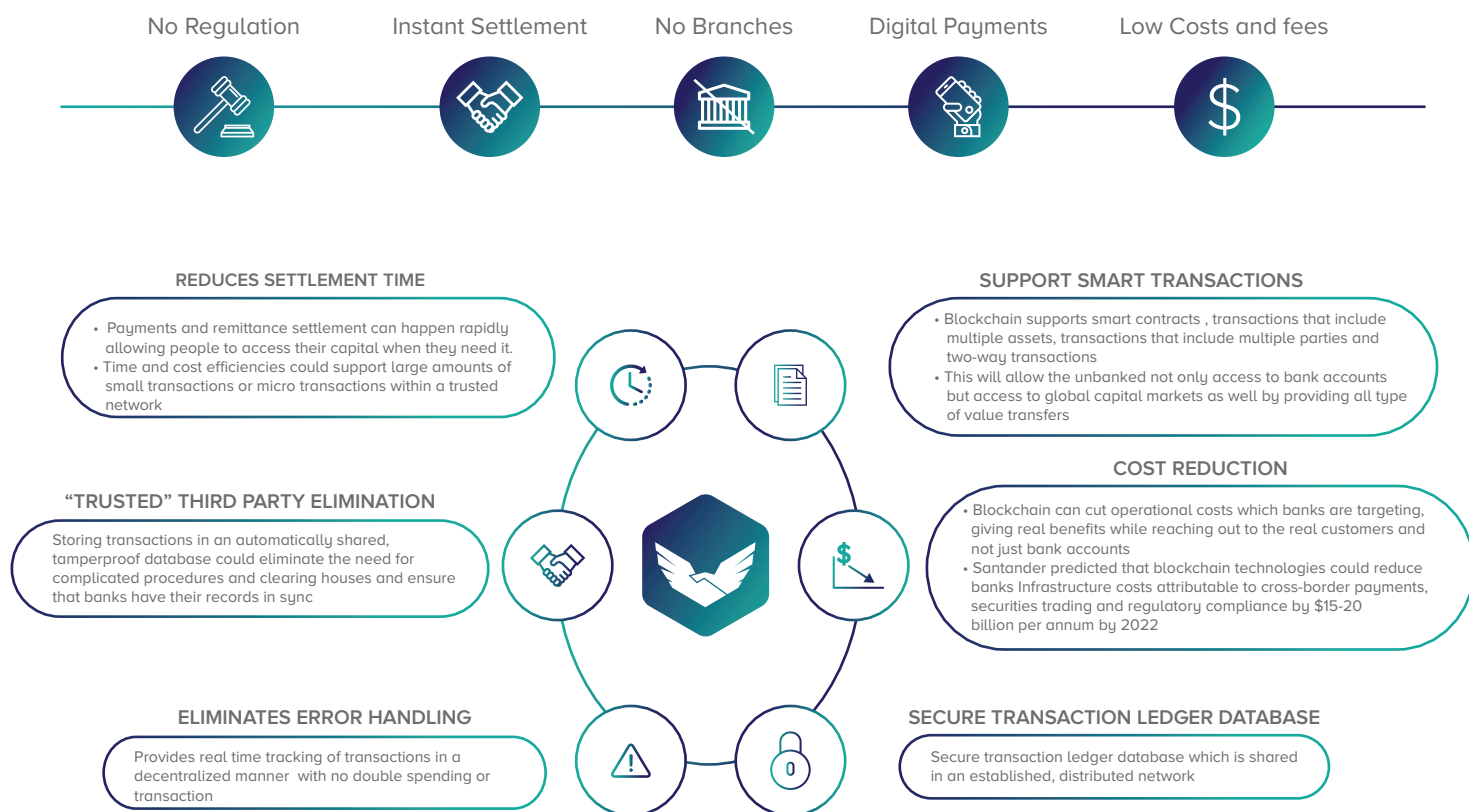 No Regulation
Instant Settlement
No Branches
Digital Payments
Low Costs and fees
REDUCES SETTLEMENT TIME
• Payments and remittance settlement can happen rapidly
allowing people to access their capital when they need it.
• Time and cost efficiencies could support large amounts of
small transactions or micro transactions within a trusted
network
SUPPORT SMART TRANSACTIONS
• Blockchain supports smart contracts , transactions that include
multiple assets, transactions that include multiple parties and
two-way transactions
• This will allow the unbanked not only access to bank accounts
but access to global capital markets as well by providing all type
of value transfers
“TRUSTED” THIRD PARTY ELIMINATION
Storing transactions in an automatically shared,
tamperproof database could eliminate the need for
complicated procedures and clearing houses and ensure
that banks have their records in sync
COST REDUCTION
• Blockchain can cut operational costs which banks are targeting,
giving real benefits while reaching out to the real customers and
not just bank accounts
• Santander predicted that blockchain technologies could reduce
banks Infrastructure costs attributable to cross-border payments,
securities trading and regulatory compliance by $15-20
billion per annum by 2022
ELIMINATES ERROR HANDLING
Provides real time tracking of transactions in a
decentralized manner with no double spending or
transaction
SECURE TRANSACTION LEDGER DATABASE
Secure transaction ledger database which is shared
in an established, distributed network